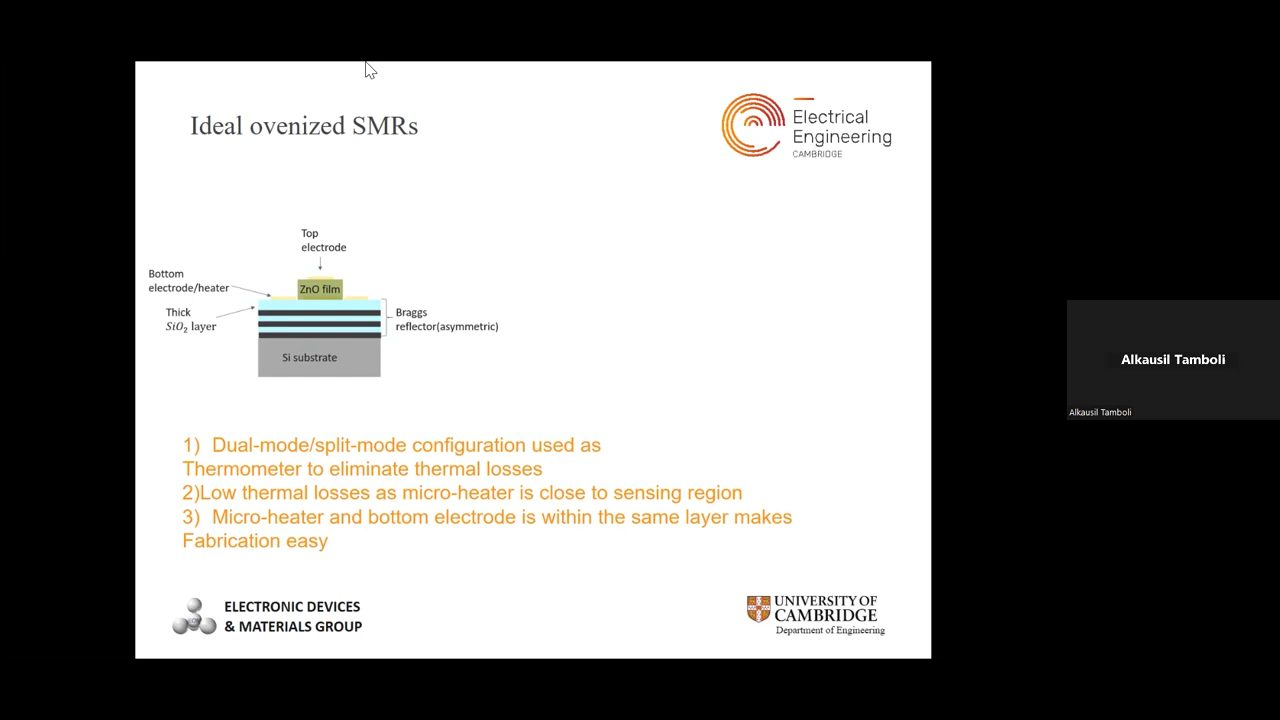 Ideal ovenized SMRs
Electrical
Engineering
CAMBRIDGE
Top
electrode
Bottom
electrode/heater
ZnO film
Thick
SiO₂ layer
Braggs
reflector(asymmetric)
Si substrate
1) Dual-mode/split-mode configuration used as
Thermometer to eliminate thermal losses
2)Low thermal losses as micro-heater is close to sensing region
3) Micro-heater and bottom electrode is within the same layer makes
Fabrication easy
ELECTRONIC DEVICES
& MATERIALS GROUP
UNIVERSITY OF
CAMBRIDGE
Department of Engineering
Alkausil Tamboli
Alkausil Tamboli